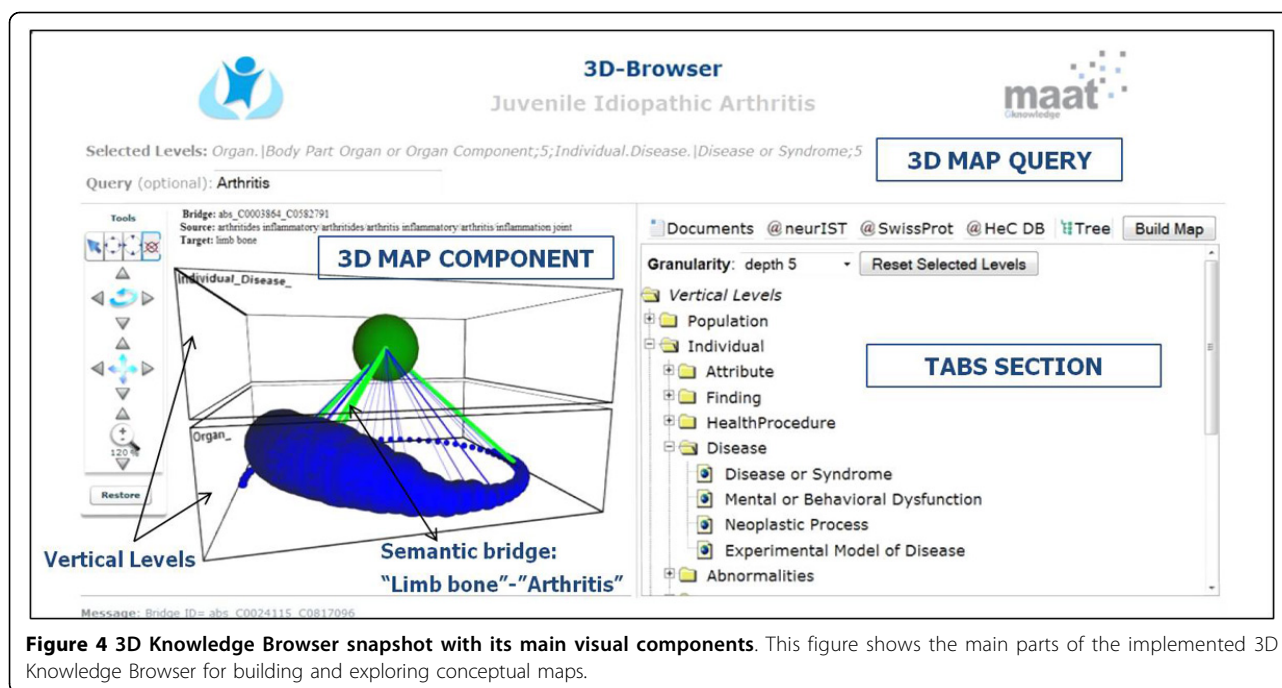 3D-Browser
Juvenile Idiopathic Arthritis
maat
Gknowledge
Selected Levels: Organ.|Body Part Organ or Organ Component;5;Individual.Disease.|Disease or Syndrome;5
3D MAP QUERY
Query (optional): Arthritis
Tools
Bridge: abs_C0003864_C0582791
Source: arthritides inflammatory/arthritides/arthritis inflammatory/arthritis/inflammation joint
Target: limb bone
3D MAP COMPONENT
Individual_Disease_
Organ_
120 %
Restore
Vertical Levels
Semantic bridge:
"Limb bone"-"Arthritis"
Message: Bridge ID= abs_C0024115_C0817096
Documents @neurIST @SwissProt @HeC DB Tree Build Map
Granularity: depth 5 Reset Selected Levels
Vertical Levels
Population
Individual
Attribute
TABS SECTION
Finding
HealthProcedure
Disease
Disease or Syndrome
Mental or Behavioral Dysfunction
Neoplastic Process
Experimental Model of Disease
Abnormalities
Figure 4 3D Knowledge Browser snapshot with its main visual components. This figure shows the main parts of the implemented 3D
Knowledge Browser for building and exploring conceptual maps.